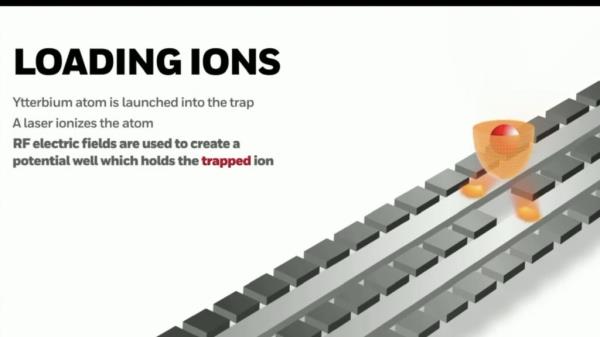 LOADING IONS
Ytterbium atom is launched into the trap
A laser ionizes the atom
RF electric fields are used to create a
potential well which holds the trapped ion